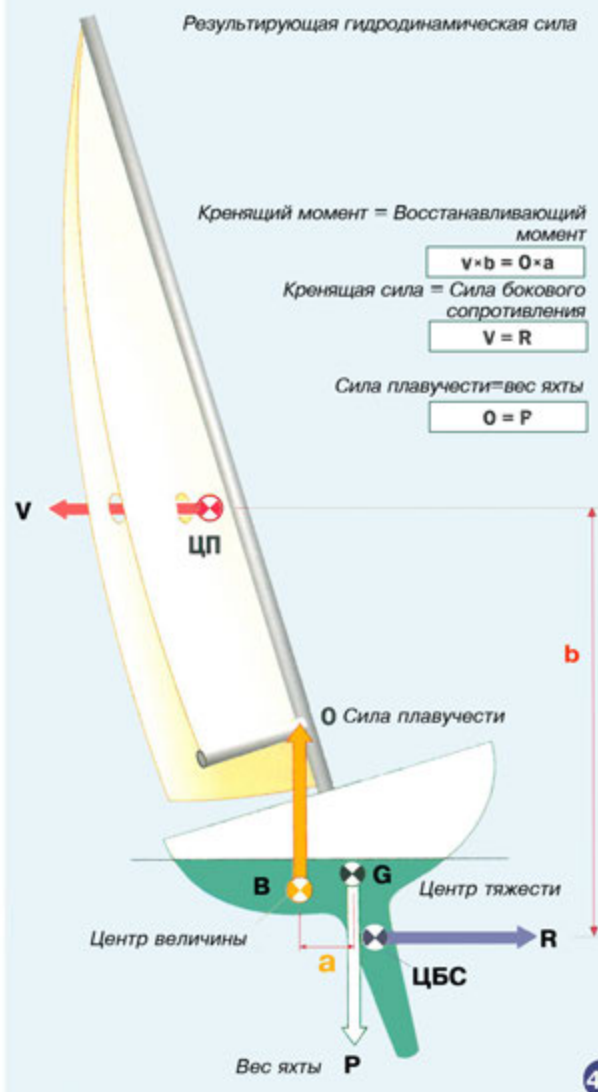 Результирующая гидродинамическая сила
Кренящий момент = Восстанавливающий
момент
v×b = O×a
Кренящая сила = Сила бокового
сопротивления
V = R
Сила плавучести=вес яхты
O = P
V
ЦП
b
O Сила плавучести
B
G
Центр тяжести
Центр величины
a
R
ЦБС
Вес яхты P
4